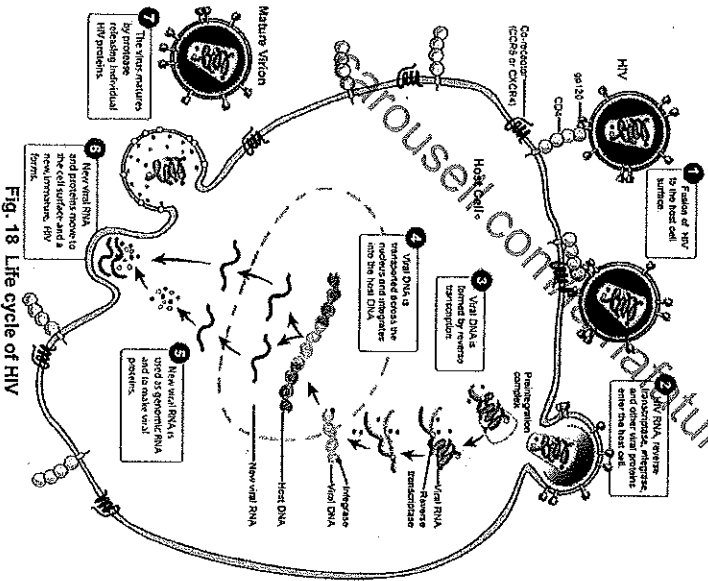 HIV
gp120
CD4
Co-receptor
(CCR5 or CXCR4)
1 Fusion of HIV
to the host cell
surface
2 HIV RNA, reverse
transcriptase, integrase,
and other viral proteins
enter the host cell.
Host Cell
Preintegration
complex
3 Viral DNA is
formed by reverse
transcription.
Viral RNA
Reverse
transcriptase
4 Viral DNA is
transported across the
nucleus and integrates
into the host DNA
Integrase
Viral DNA
Host DNA
New viral RNA
5 New viral RNA is
used as genomic RNA
and to make viral
proteins.
6 New viral RNA
and proteins move to
the cell surface and a
new, immature, HIV
forms.
7 The virus matures
by protease
releasing individual
HIV proteins.
Mature Virion
Fig. 18 Life cycle of HIV
carousell.com/